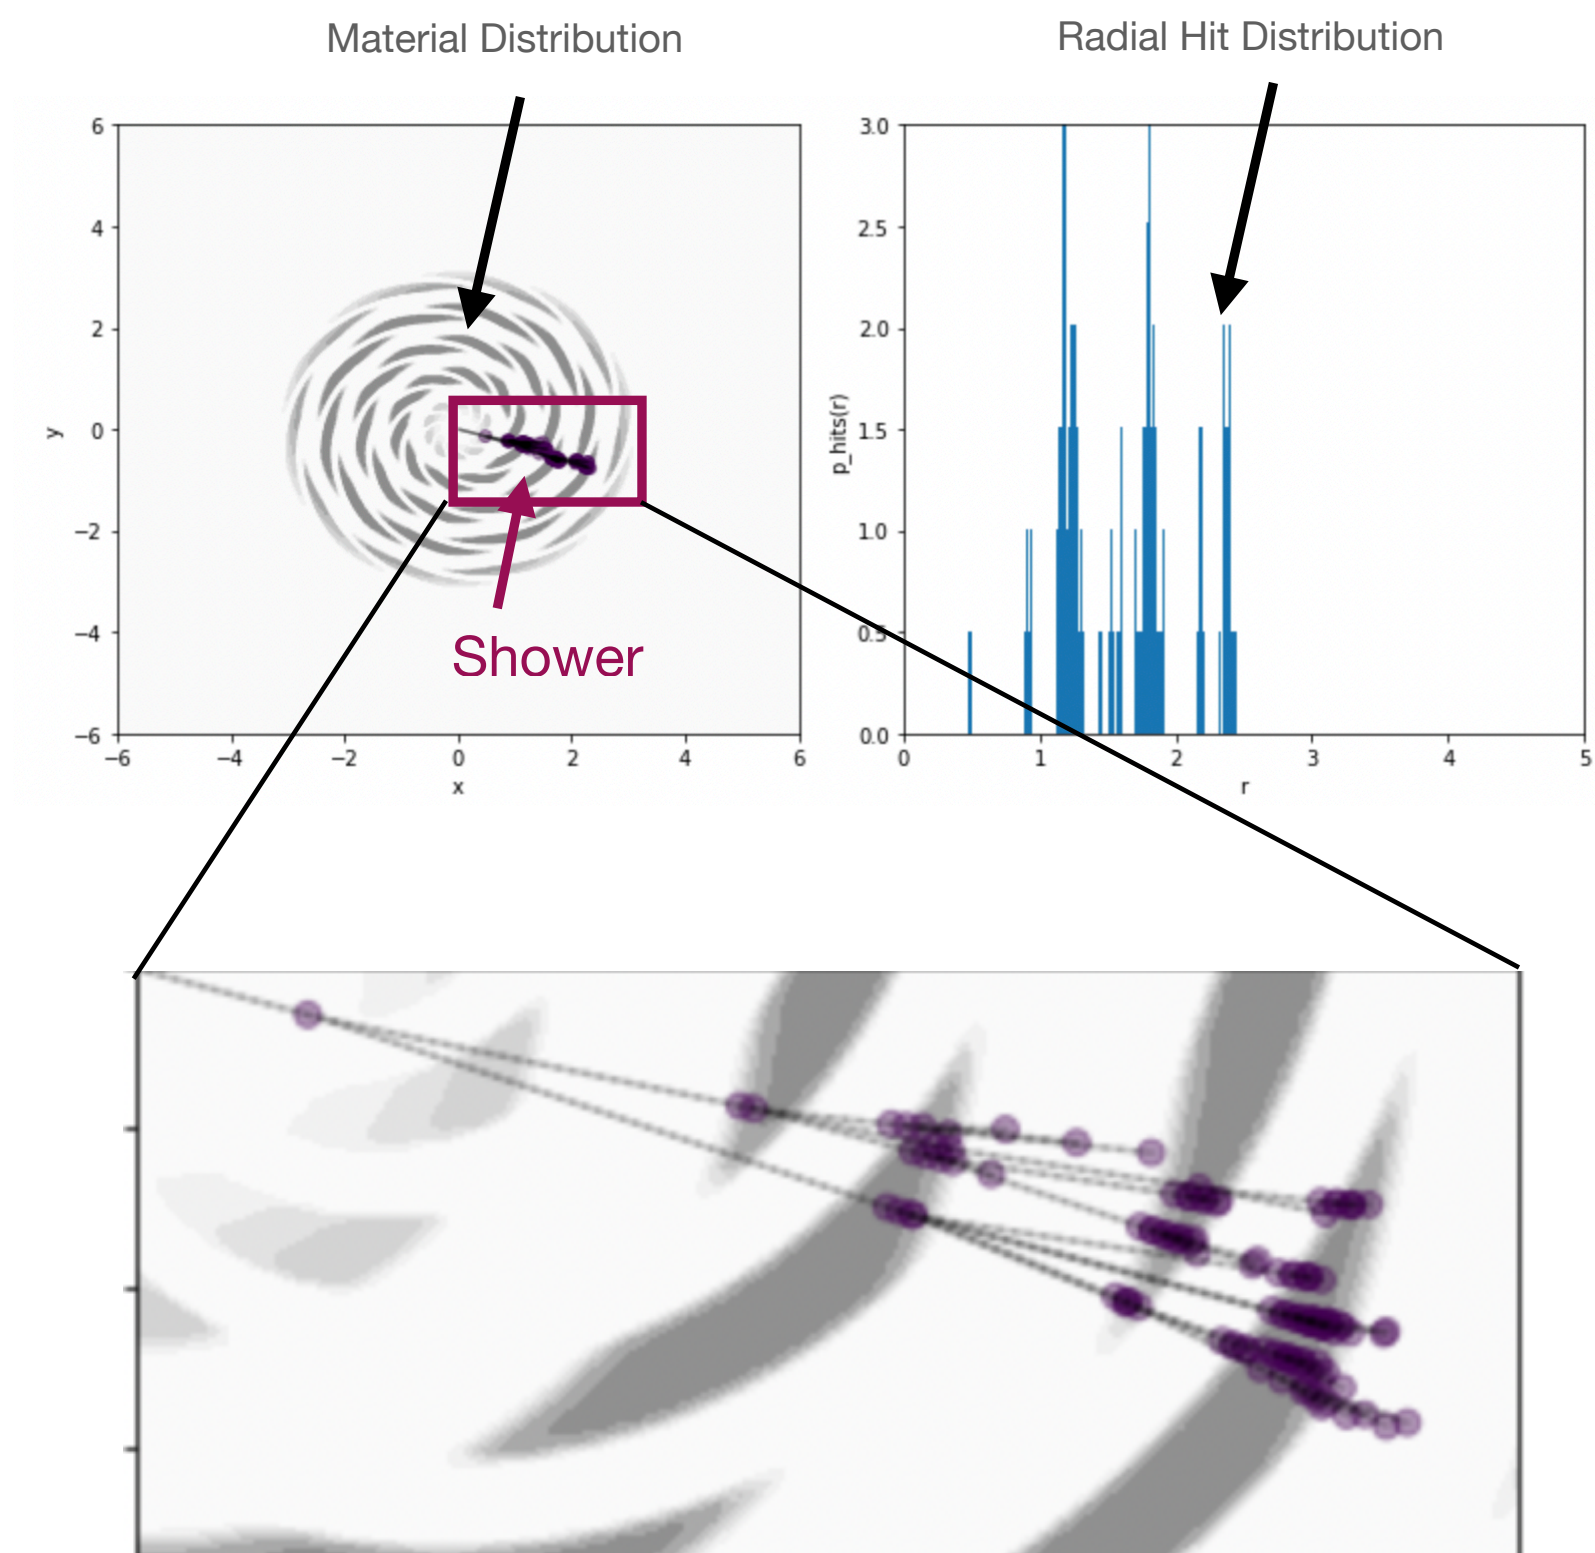 Material Distribution
Radial Hit Distribution
6
4
2
0
−2
−4
−6
y
−6 −4 −2 0 2 4 6
x
Shower
3.0
2.5
2.0
1.5
1.0
0.5
0.0
p_hits(r)
0 1 2 3 4 5
r